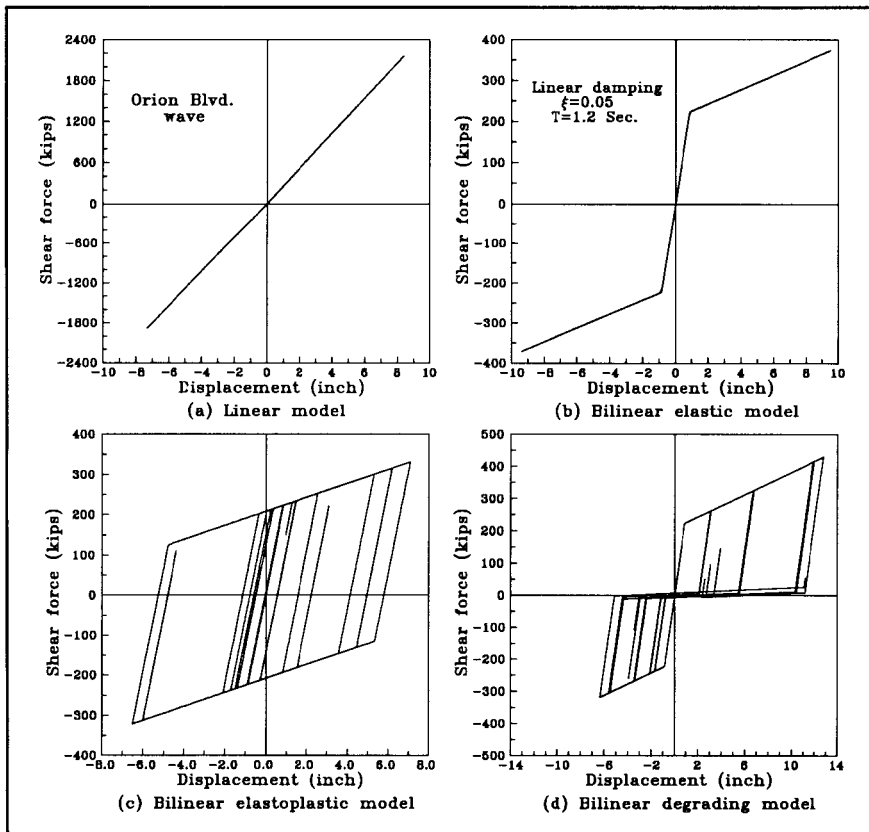 2400
1800
1200
600
0
-600
-1200
-1800
-2400
Shear force (kips)
Orion Blvd.
wave
-10 -8 -6 -4 -2 0 2 4 6 8 10
Displacement (inch)
(a) Linear model
400
300
200
100
0
-100
-200
-300
-400
Shear force (kips)
Linear damping
ξ=0.05
T=1.2 Sec.
-10 -8 -6 -4 -2 0 2 4 6 8 10
Displacement (inch)
(b) Bilinear elastic model
400
300
200
100
0
-100
-200
-300
-400
Shear force (kips)
-8.0 -6.0 -4.0 -2.0 0.0 2.0 4.0 6.0 8.0
Displacement (inch)
(c) Bilinear elastoplastic model
500
400
300
200
100
0
-100
-200
-300
-400
-500
Shear force (kips)
-14 -10 -6 -2 2 6 10 14
Displacement (inch)
(d) Bilinear degrading model